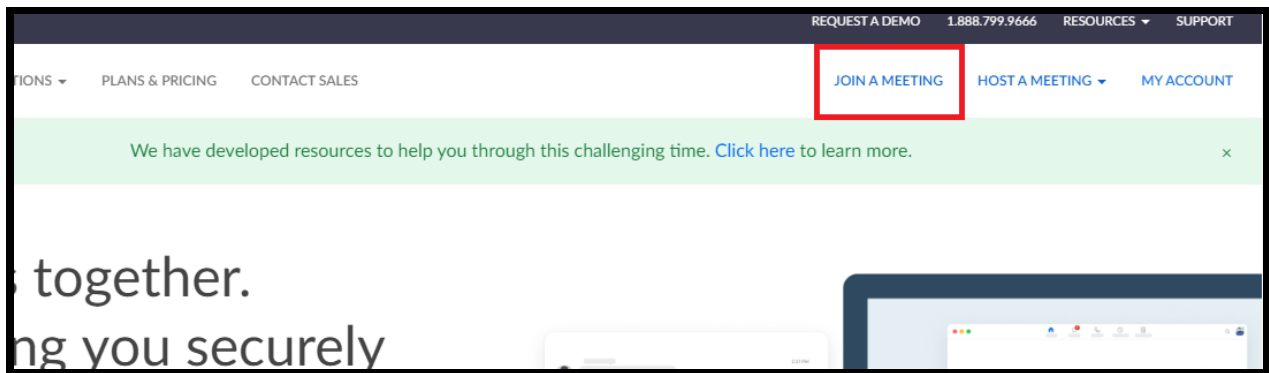 REQUEST A DEMO 1.888.799.9666 RESOURCES SUPPORT
TIONS PLANS & PRICING CONTACT SALES JOIN A MEETING HOST A MEETING MY ACCOUNT
We have developed resources to help you through this challenging time. Click here to learn more. ×
together.
ng you securely